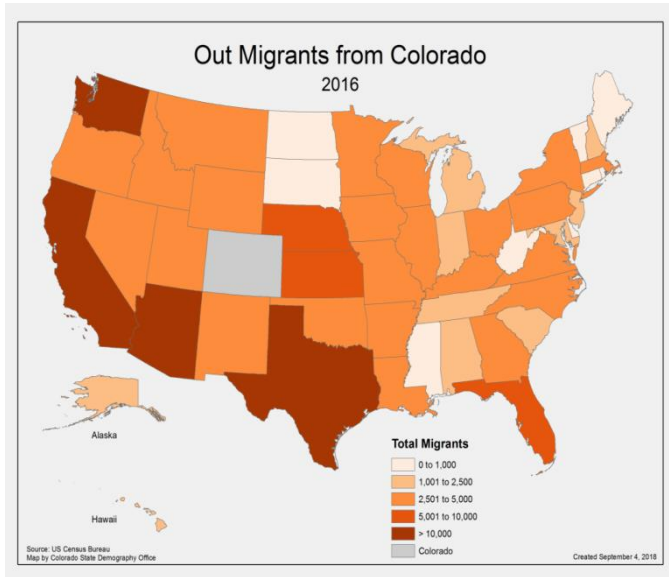 Out Migrants from Colorado
2016
Alaska
Hawaii
Total Migrants
0 to 1,000
1,001 to 2,500
2,501 to 5,000
5,001 to 10,000
> 10,000
Colorado
Source: US Census Bureau
Map by Colorado State Demography Office
Created September 4, 2018